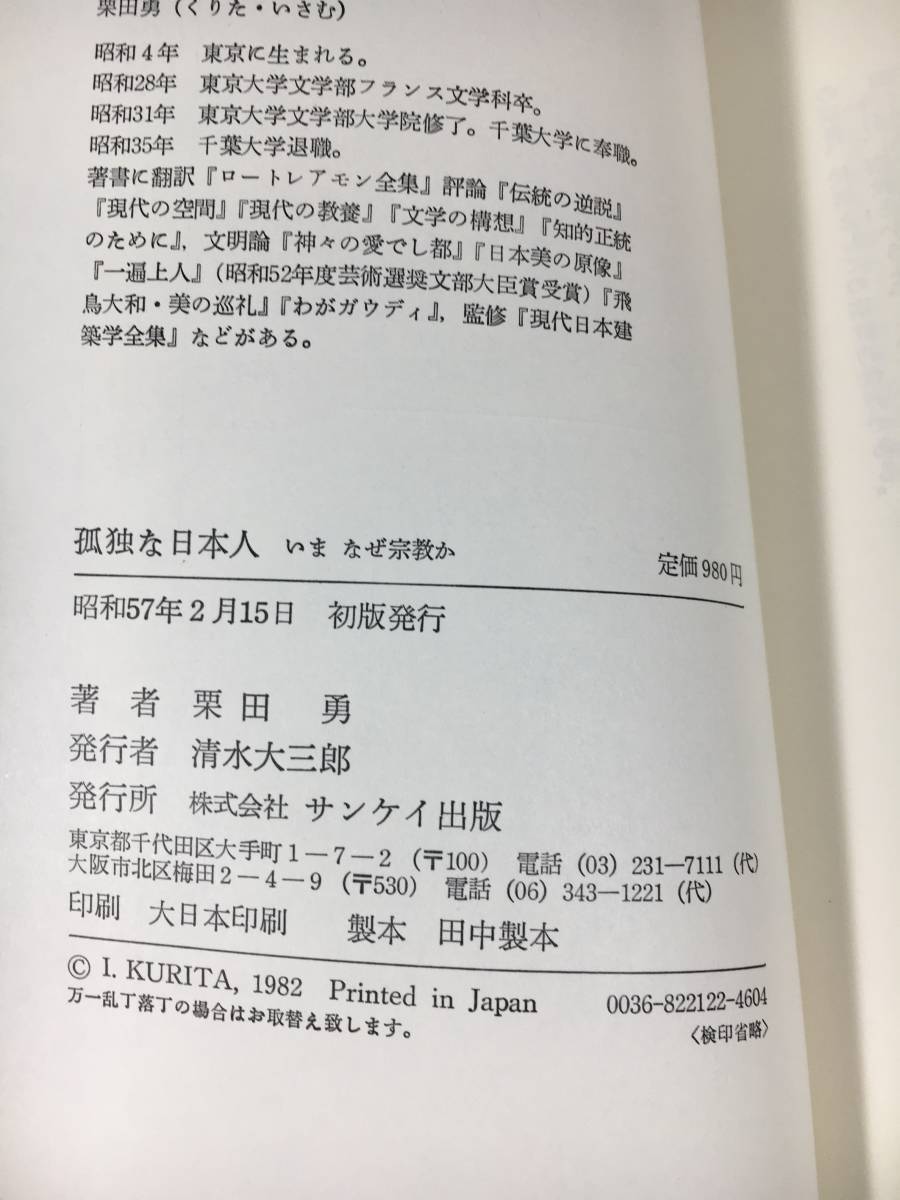 栗田勇（くりた・いさむ）
昭和4年　東京に生まれる。
昭和28年　東京大学文学部フランス文学科卒。
昭和31年　東京大学文学部大学院修了。千葉大学に奉職。
昭和35年　千葉大学退職。
著書に翻訳『ロートレアモン全集』評論『伝統の逆説』
『現代の空間』『現代の教養』『文学の構想』『知的正統
のために』，文明論『神々の愛でし都』『日本美の原像』
『一遍上人』（昭和52年度芸術選奨文部大臣賞受賞）『飛
鳥大和・美の巡礼』『わがガウディ』，監修『現代日本建
築学全集』などがある。
孤独な日本人　いま なぜ宗教か　定価980円
昭和57年2月15日　初版発行
著　者　栗田　勇
発行者　清水大三郎
発行所　株式会社 サンケイ出版
東京都千代田区大手町1－7－2（〒100）　電話（03）231－7111（代）
大阪市北区梅田2－4－9（〒530）　電話（06）343－1221（代）
印刷　大日本印刷　製本　田中製本
© I. KURITA, 1982　Printed in Japan　0036-822122-4604
万一乱丁落丁の場合はお取替え致します。　〈検印省略〉